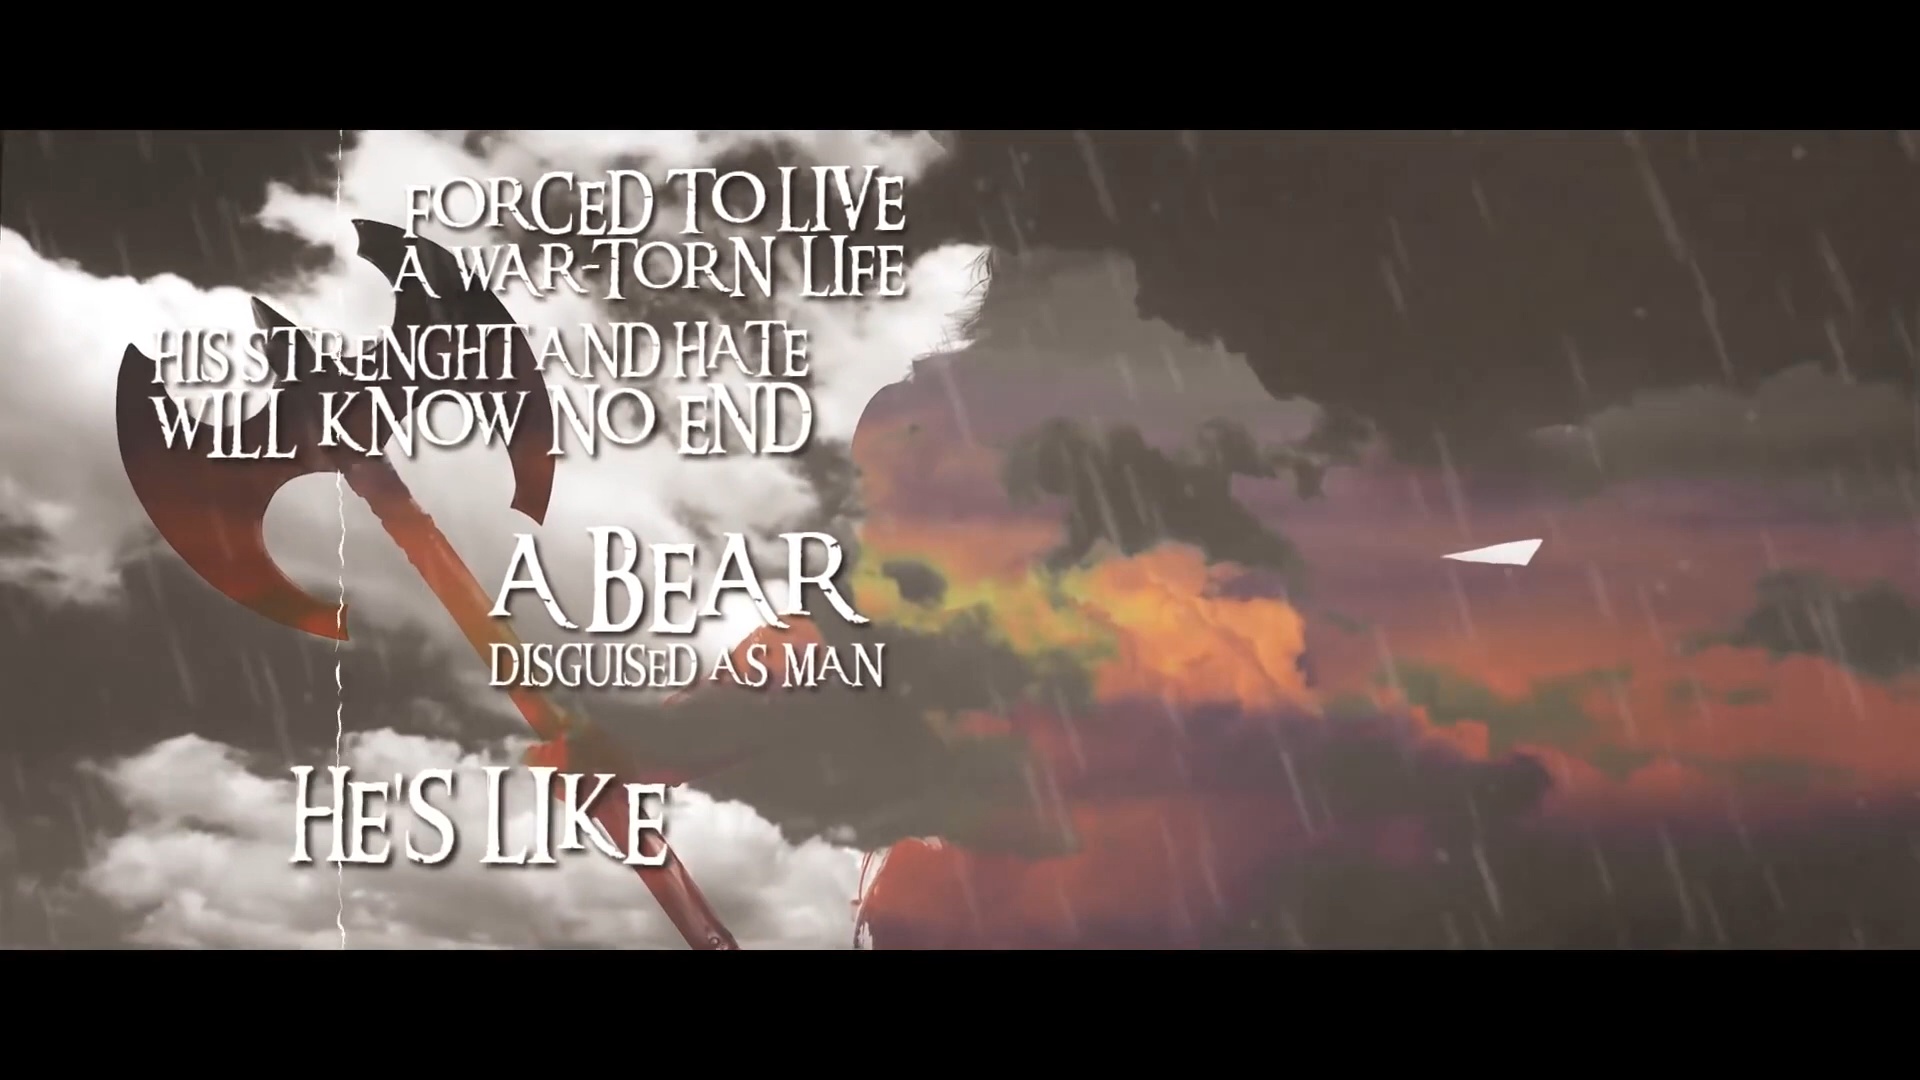 FORCED TO LIVE
A WAR-TORN LIFE
HIS STRENGHT AND HATE
WILL KNOW NO END
A BEAR
DISGUISED AS MAN
HE'S LIKE